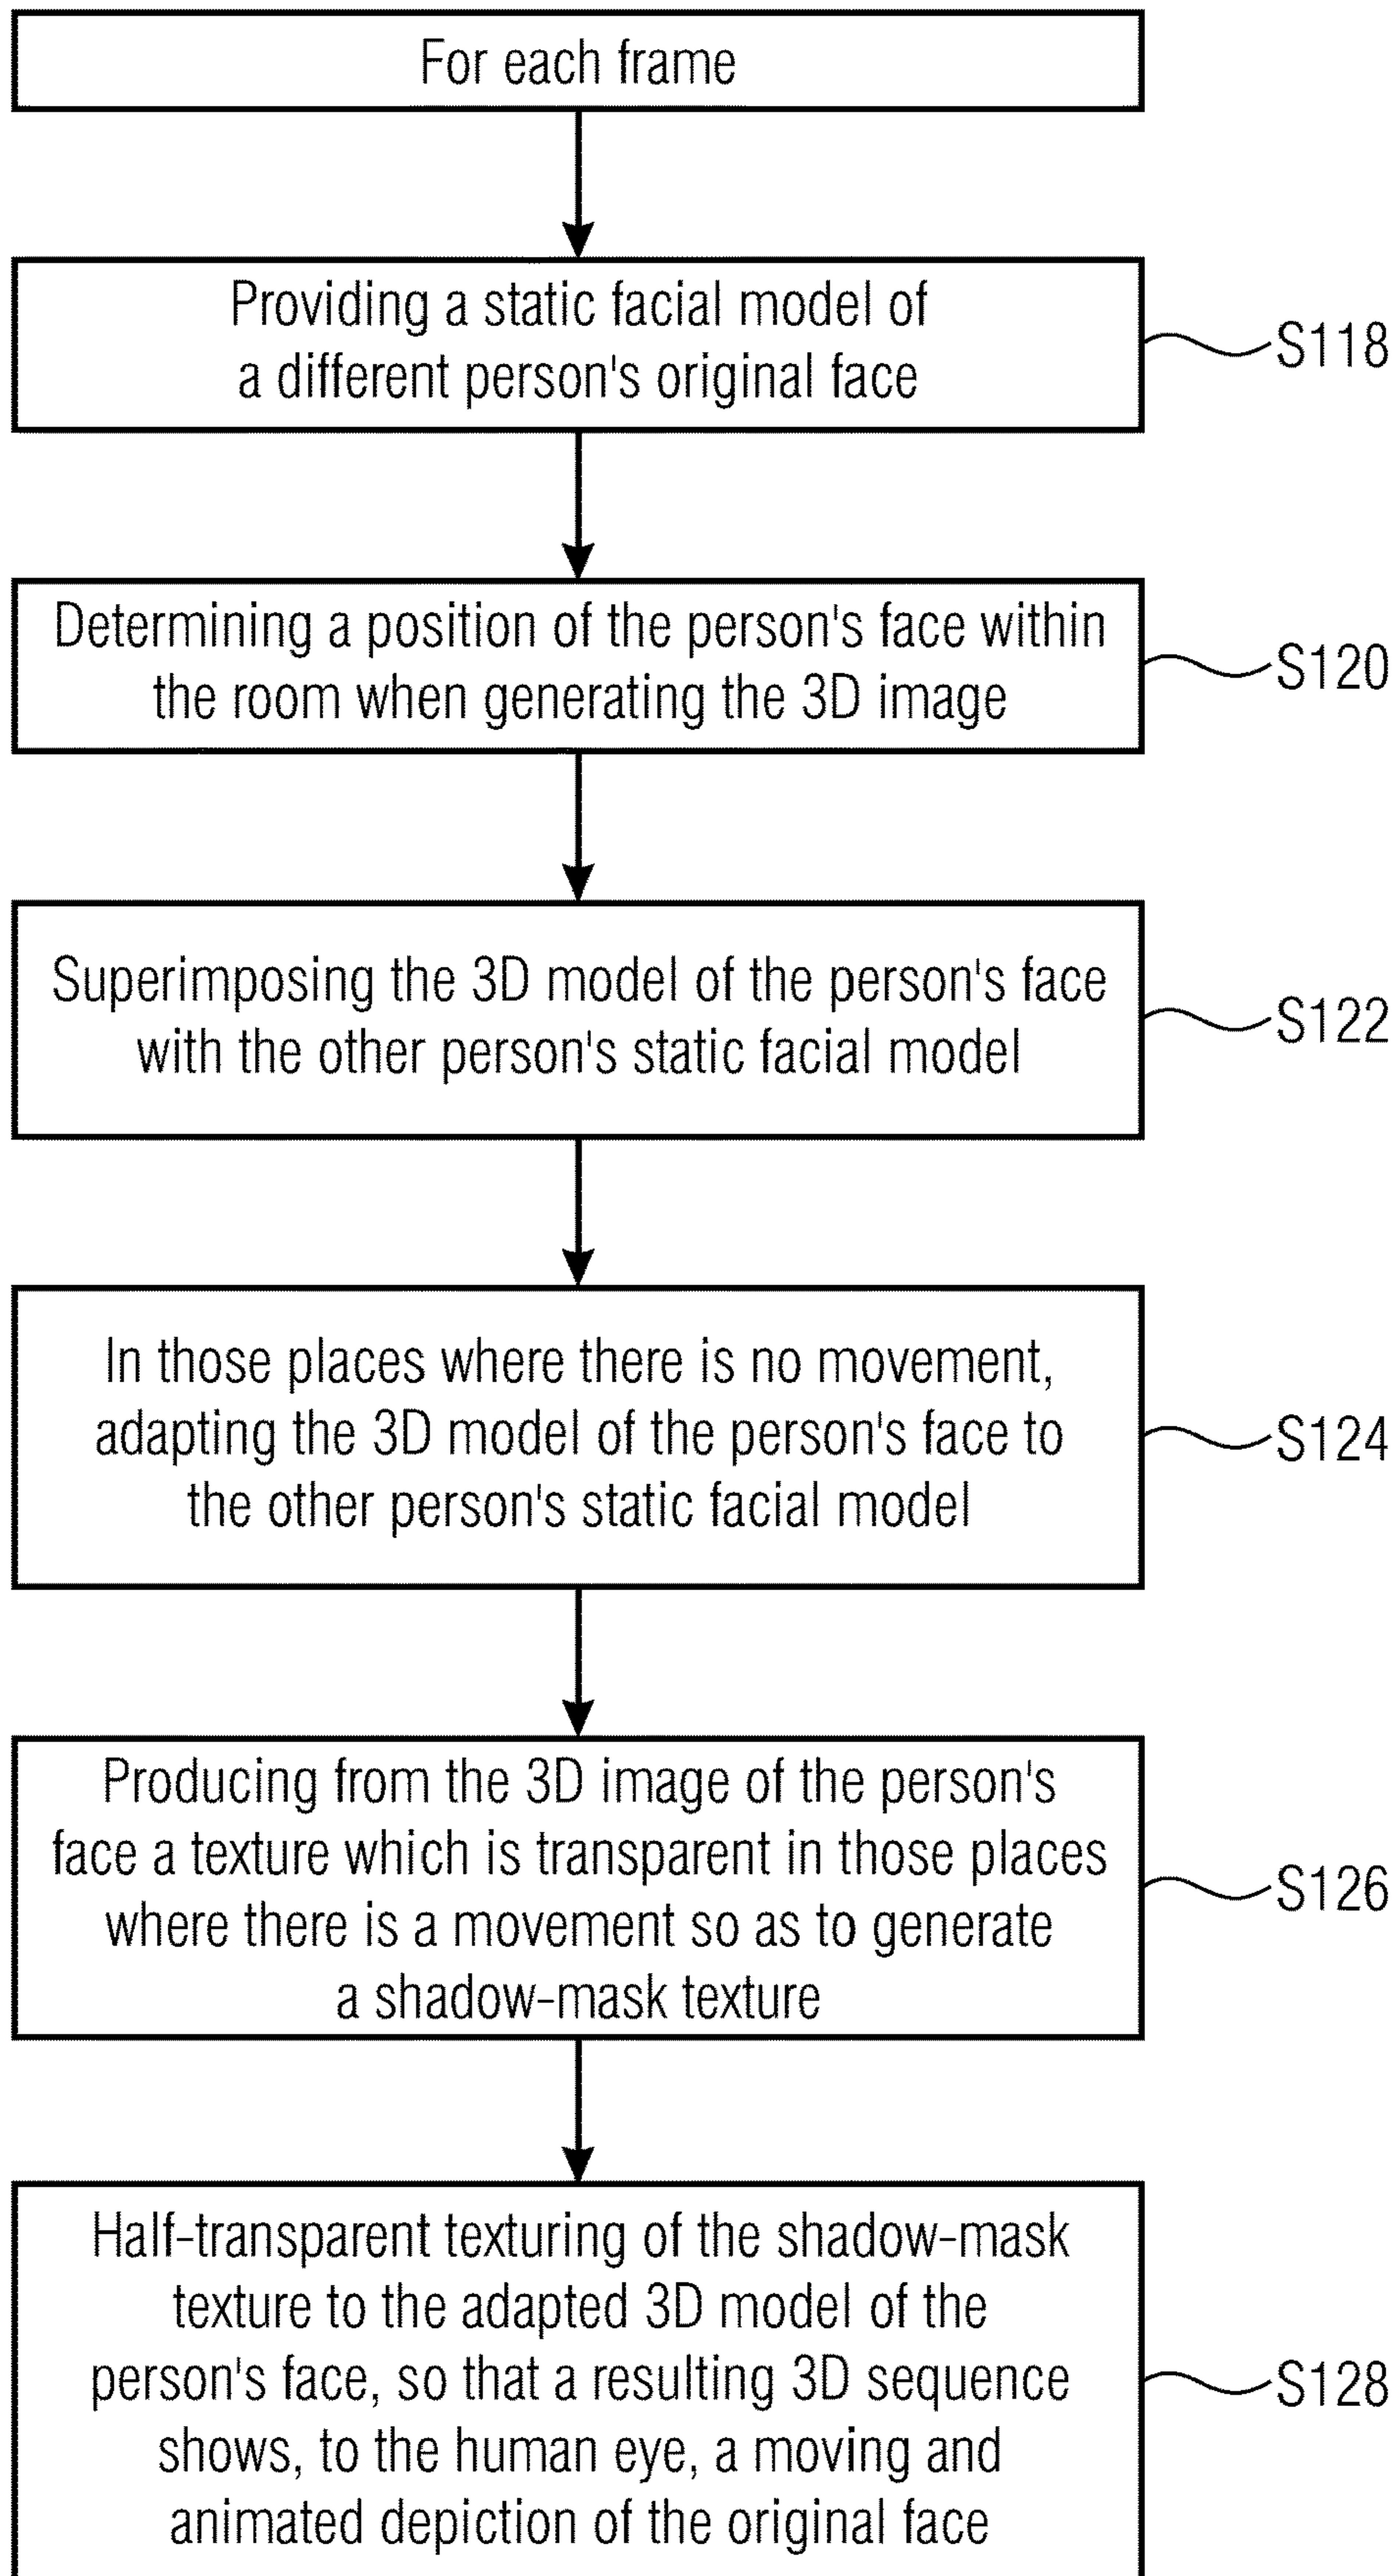 For each frame
Providing a static facial model of
a different person's original face
S118
Determining a position of the person's face within
the room when generating the 3D image
S120
Superimposing the 3D model of the person's face
with the other person's static facial model
S122
In those places where there is no movement,
adapting the 3D model of the person's face to
the other person's static facial model
S124
Producing from the 3D image of the person's
face a texture which is transparent in those places
where there is a movement so as to generate
a shadow-mask texture
S126
Half-transparent texturing of the shadow-mask
texture to the adapted 3D model of the
person's face, so that a resulting 3D sequence
shows, to the human eye, a moving and
animated depiction of the original face
S128